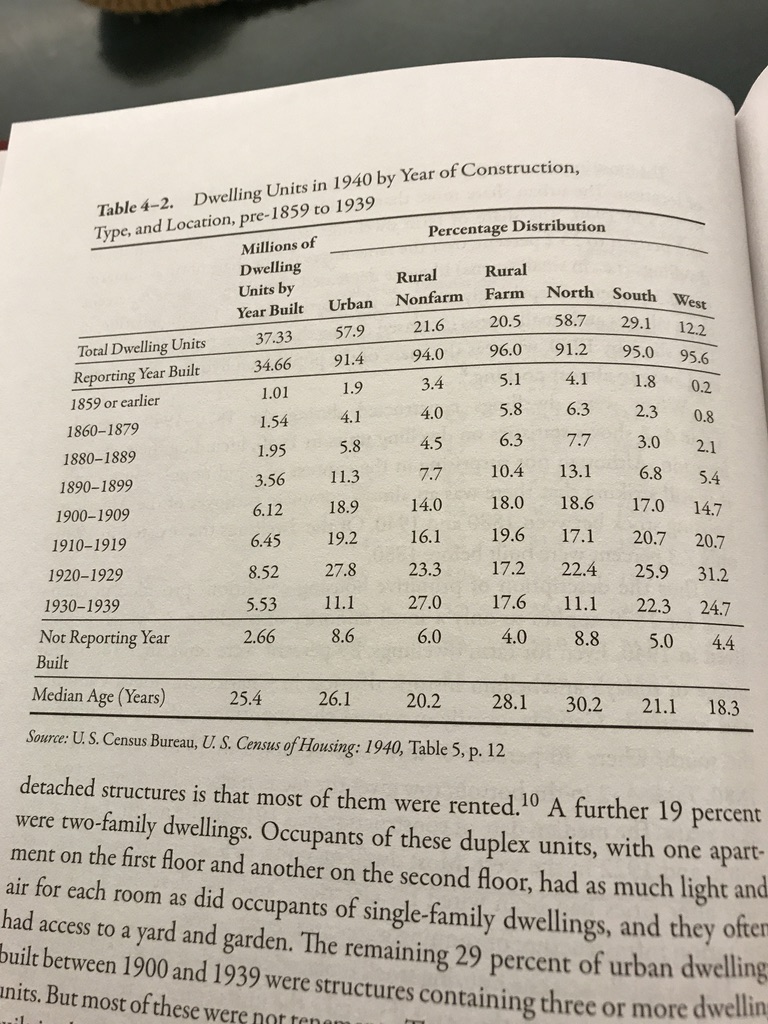 Table 4–2. Dwelling Units in 1940 by Year of Construction,
Type, and Location, pre-1859 to 1939
Millions of Dwelling Units by Year Built Percentage Distribution
Urban Rural Nonfarm Rural Farm North South West
Total Dwelling Units 37.33 57.9 21.6 20.5 58.7 29.1 12.2
Reporting Year Built 34.66 91.4 94.0 96.0 91.2 95.0 95.6
1859 or earlier 1.01 1.9 3.4 5.1 4.1 1.8 0.2
1860–1879 1.54 4.1 4.0 5.8 6.3 2.3 0.8
1880–1889 1.95 5.8 4.5 6.3 7.7 3.0 2.1
1890–1899 3.56 11.3 7.7 10.4 13.1 6.8 5.4
1900–1909 6.12 18.9 14.0 18.0 18.6 17.0 14.7
1910–1919 6.45 19.2 16.1 19.6 17.1 20.7 20.7
1920–1929 8.52 27.8 23.3 17.2 22.4 25.9 31.2
1930–1939 5.53 11.1 27.0 17.6 11.1 22.3 24.7
Not Reporting Year Built 2.66 8.6 6.0 4.0 8.8 5.0 4.4
Median Age (Years) 25.4 26.1 20.2 28.1 30.2 21.1 18.3
Source: U. S. Census Bureau, U. S. Census of Housing: 1940, Table 5, p. 12
detached structures is that most of them were rented.10 A further 19 percent
were two-family dwellings. Occupants of these duplex units, with one apart-
ment on the first floor and another on the second floor, had as much light and
air for each room as did occupants of single-family dwellings, and they often
had access to a yard and garden. The remaining 29 percent of urban dwelling
built between 1900 and 1939 were structures containing three or more
units. But most of these were not